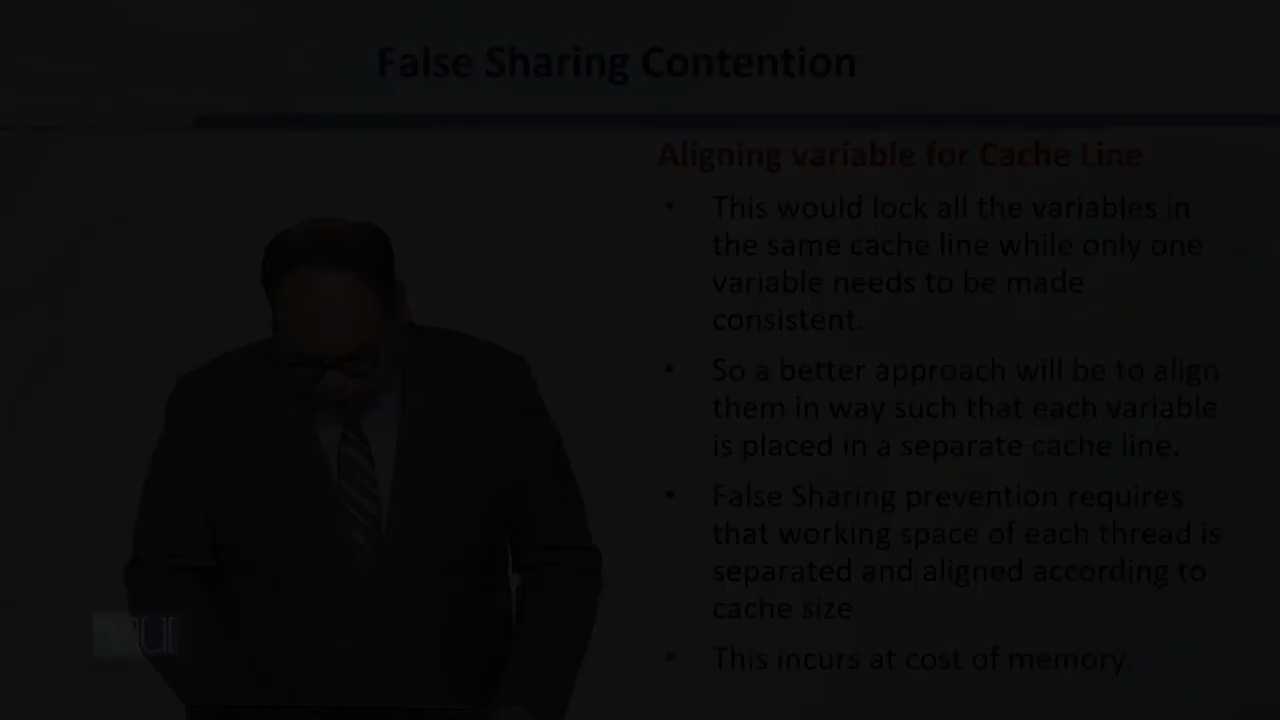 False Sharing Contention
Aligning variable for Cache Line
• This would lock all the variables in
the same cache line while only one
variable needs to be made
consistent.
• So a better approach will be to align
them in way such that each variable
is placed in a separate cache line.
• False Sharing prevention requires
that working space of each thread is
separated and aligned according to
cache size
• This incurs at cost of memory.